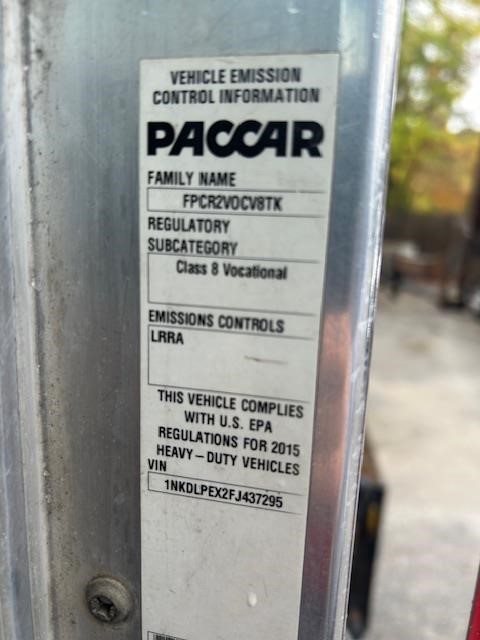 VEHICLE EMISSION
CONTROL INFORMATION
PACCAR
FAMILY NAME
FPCR2VOCV8TK
REGULATORY
SUBCATEGORY
Class 8 Vocational
EMISSIONS CONTROLS
LRRA
THIS VEHICLE COMPLIES
WITH U.S. EPA
REGULATIONS FOR 2015
HEAVY – DUTY VEHICLES
VIN
1NKDLPEX2FJ437295